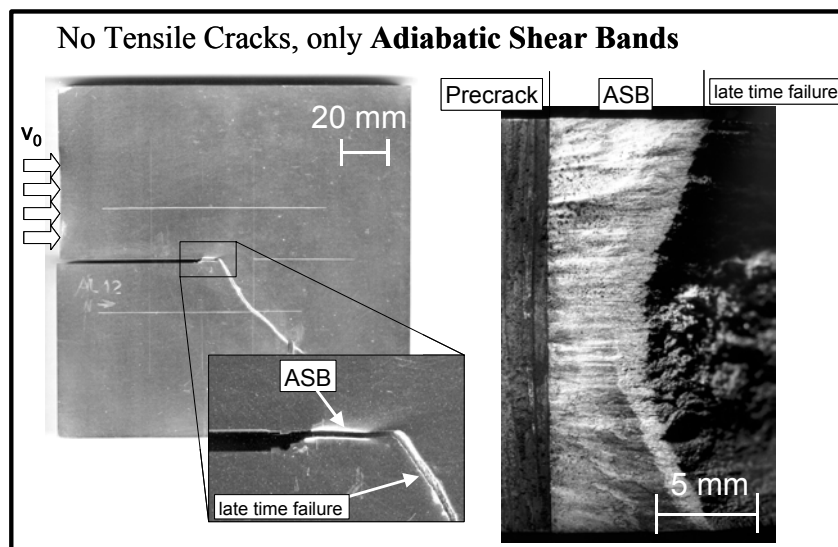 No Tensile Cracks, only Adiabatic Shear Bands
v0
20 mm
AL 12
ASB
late time failure
Precrack
ASB
late time failure
5 mm